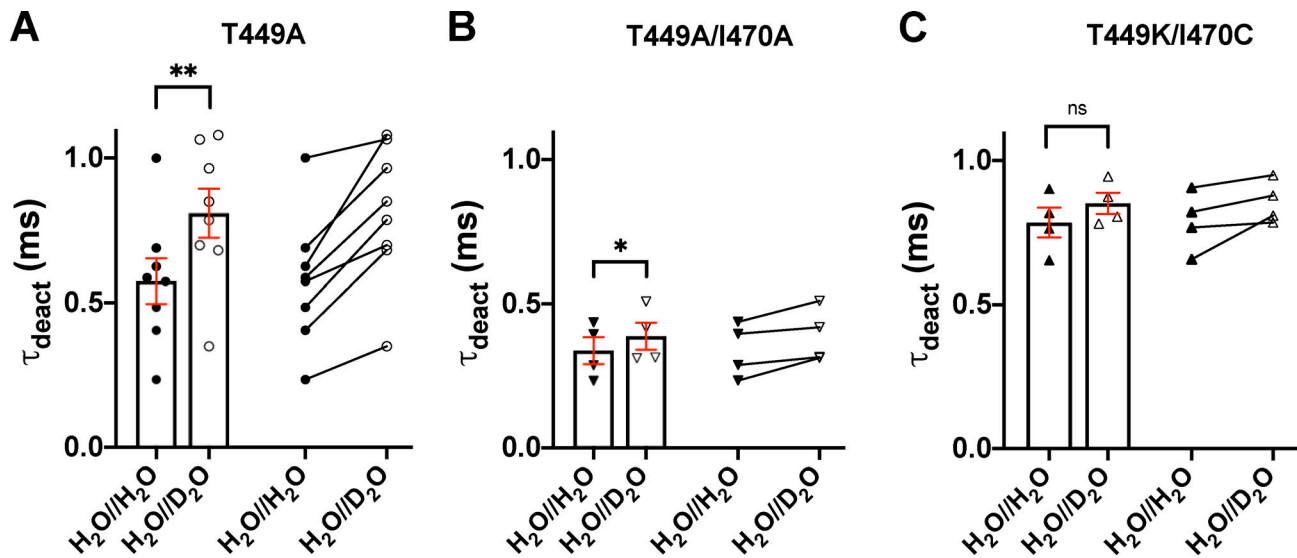 A
T449A
**
1.0
0.5
0.0
τdeact (ms)
H2O//H2O
H2O//D2O
H2O//H2O
H2O//D2O
B
T449A/I470A
*
1.0
0.5
0.0
τdeact (ms)
H2O//H2O
H2O//D2O
H2O//H2O
H2O//D2O
C
T449K/I470C
ns
1.0
0.5
0.0
τdeact (ms)
H2O//H2O
H2O//D2O
H2O//H2O
H2O//D2O